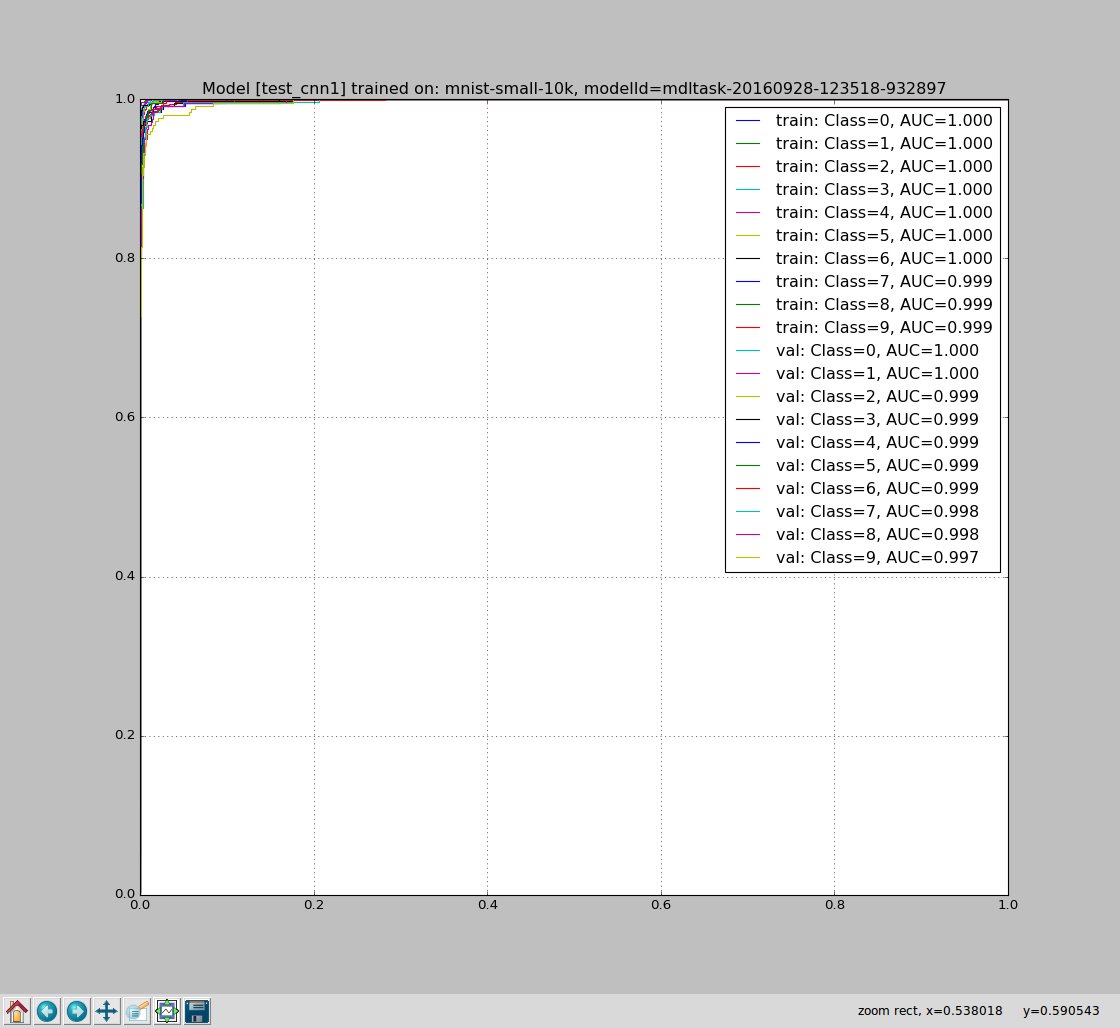 Model [test_cnn1] trained on: mnist-small-10k, modelId=mdltask-20160928-123518-932897
1.0
train: Class=0, AUC=1.000
train: Class=1, AUC=1.000
train: Class=2, AUC=1.000
train: Class=3, AUC=1.000
train: Class=4, AUC=1.000
train: Class=5, AUC=1.000
train: Class=6, AUC=1.000
train: Class=7, AUC=0.999
train: Class=8, AUC=0.999
train: Class=9, AUC=0.999
val: Class=0, AUC=1.000
val: Class=1, AUC=1.000
val: Class=2, AUC=0.999
val: Class=3, AUC=0.999
val: Class=4, AUC=0.999
val: Class=5, AUC=0.999
val: Class=6, AUC=0.999
val: Class=7, AUC=0.998
val: Class=8, AUC=0.998
val: Class=9, AUC=0.997
0.8
0.6
0.4
0.2
0.0
0.0 0.2 0.4 0.6 0.8 1.0
zoom rect, x=0.538018 y=0.590543